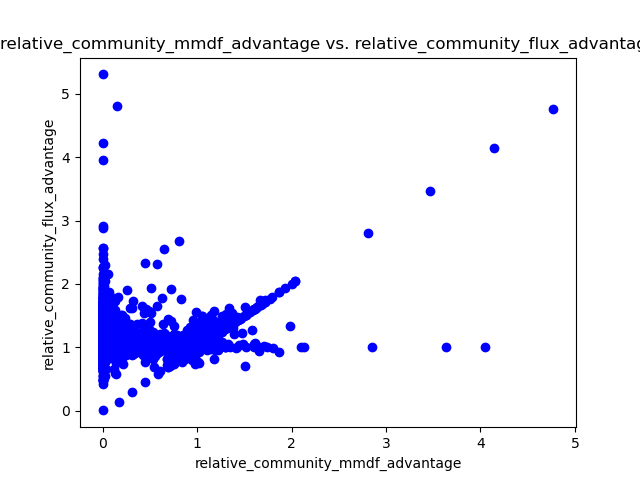 relative_community_mmdf_advantage vs. relative_community_flux_advantag
5
4
3
2
1
0
relative_community_flux_advantage
0 1 2 3 4 5
relative_community_mmdf_advantage